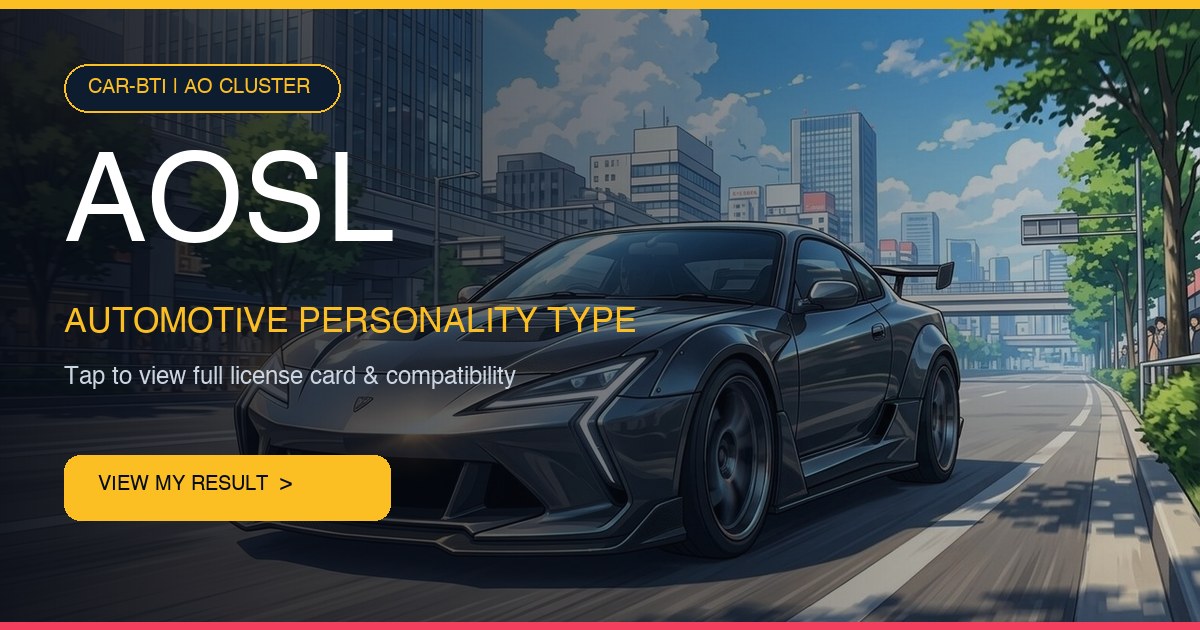 CAR-BTI | AO CLUSTER
AOSL
AUTOMOTIVE PERSONALITY TYPE
Tap to view full license card & compatibility
VIEW MY RESULT >